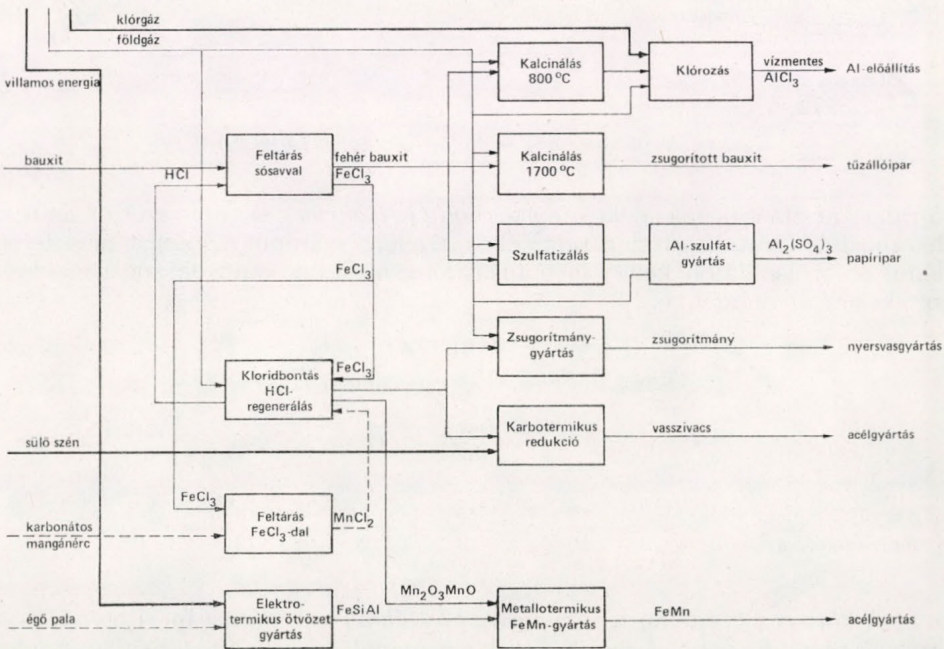 klórgáz
földgáz
villamos energia
Kalcinálás
800 °C
Klórozás
vízmentes
AlCl3
Al-előállítás
bauxit
HCl
Feltárás
sósavval
fehér bauxit
FeCl3
Kalcinálás
1700 °C
zsugorított bauxit
tűzállóipar
FeCl3
Szulfatizálás
Al-szulfát-
gyártás
Al2(SO4)3
papíripar
Kloridbontás
HCl-
regenerálás
FeCl3
Zsugorítmány-
gyártás
zsugorítmány
nyersvasgyártás
sülő szén
Karbotermikus
redukció
vasszivacs
acélgyártás
FeCl3
karbonátos
mangánérc
Feltárás
FeCl3-dal
MnCl2
Mn2O3MnO
égő pala
Elektro-
termikus ötvözet
gyártás
FeSiAl
Metallotermikus
FeMn-gyártás
FeMn
acélgyártás